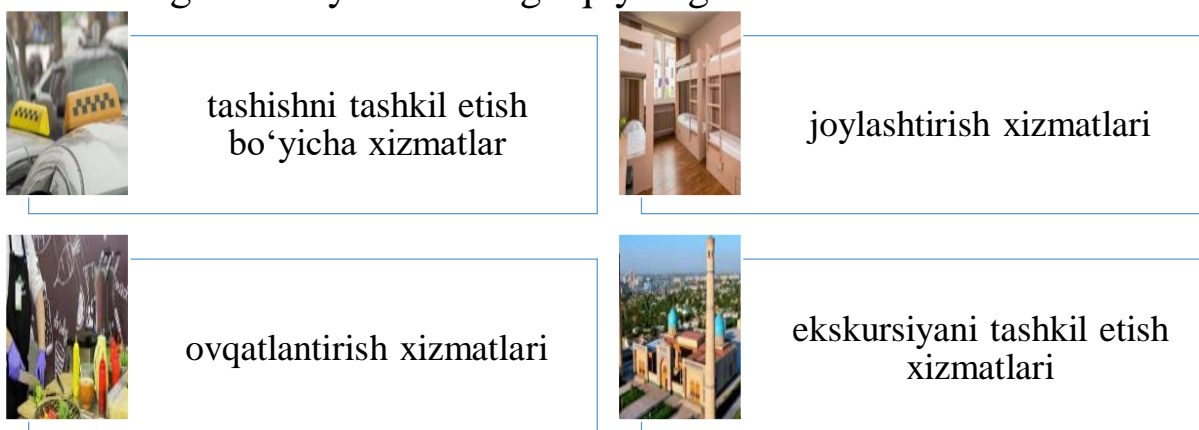 tashishni tashkil etish
bo‘yicha xizmatlar
joylashtirish xizmatlari
ovqatlantirish xizmatlari
ekskursiyani tashkil etish
xizmatlari